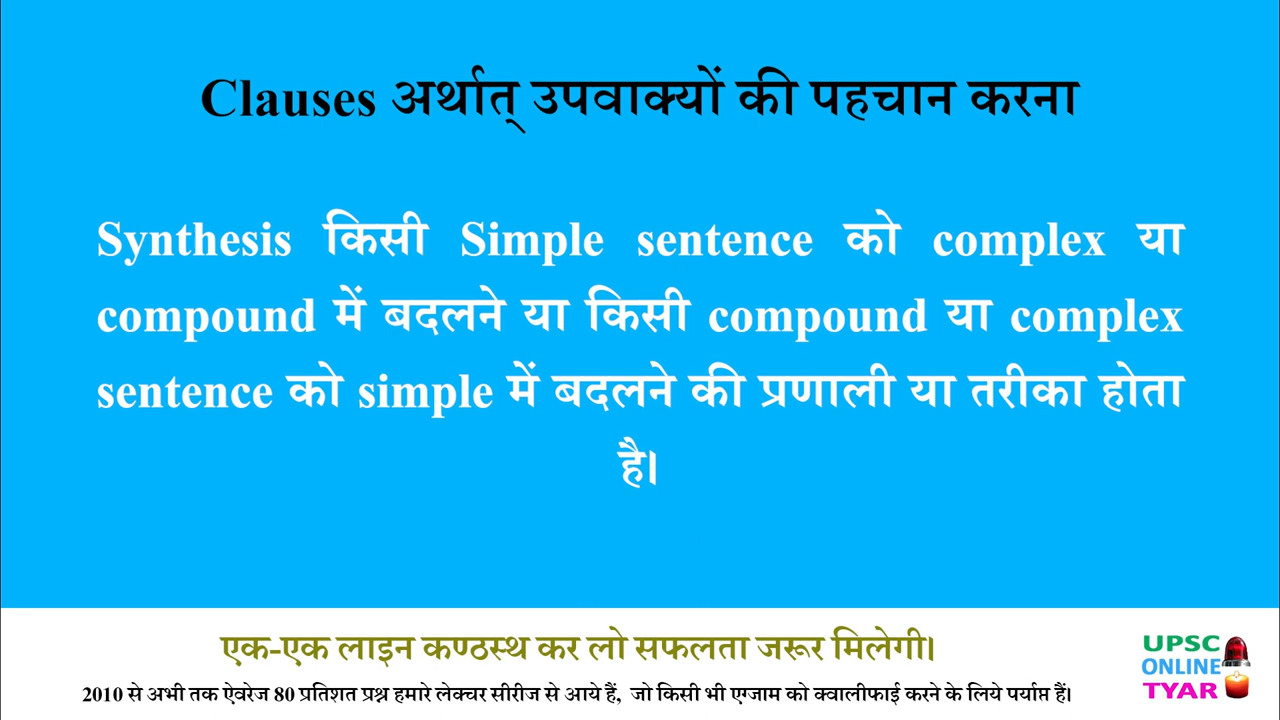 Clauses अर्थात् उपवाक्यों की पहचान करना
Synthesis किसी Simple sentence को complex या
compound में बदलने या किसी compound या complex
sentence को simple में बदलने की प्रणाली या तरीका होता
है।
एक-एक लाइन कण्ठस्थ कर लो सफलता जरूर मिलेगी।
2010 से अभी तक ऐवरेज 80 प्रतिशत प्रश्न हमारे लेक्चर सीरीज से आये हैं, जो किसी भी एग्जाम को क्वालीफाई करने के लिये पर्याप्त हैं।
UPSC
ONLINE
TYAR